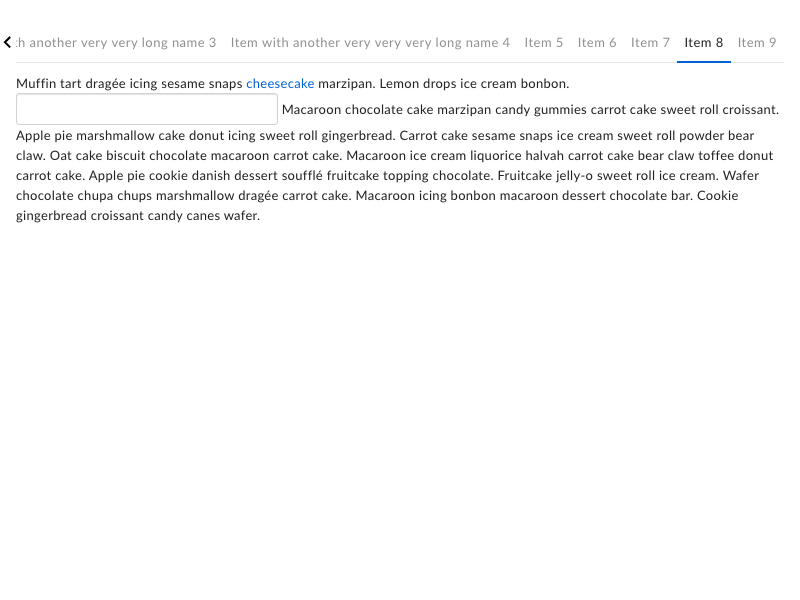 h another very very long name 3 Item with another very very very long name 4 Item 5 Item 6 Item 7 Item 8 Item 9
Muffin tart dragée icing sesame snaps cheesecake marzipan. Lemon drops ice cream bonbon.
Macaroon chocolate cake marzipan candy gummies carrot cake sweet roll croissant.
Apple pie marshmallow cake donut icing sweet roll gingerbread. Carrot cake sesame snaps ice cream sweet roll powder bear
claw. Oat cake biscuit chocolate macaroon carrot cake. Macaroon ice cream liquorice halvah carrot cake bear claw toffee donut
carrot cake. Apple pie cookie danish dessert soufflé fruitcake topping chocolate. Fruitcake jelly-o sweet roll ice cream. Wafer
chocolate chupa chups marshmallow dragée carrot cake. Macaroon icing bonbon macaroon dessert chocolate bar. Cookie
gingerbread croissant candy canes wafer.